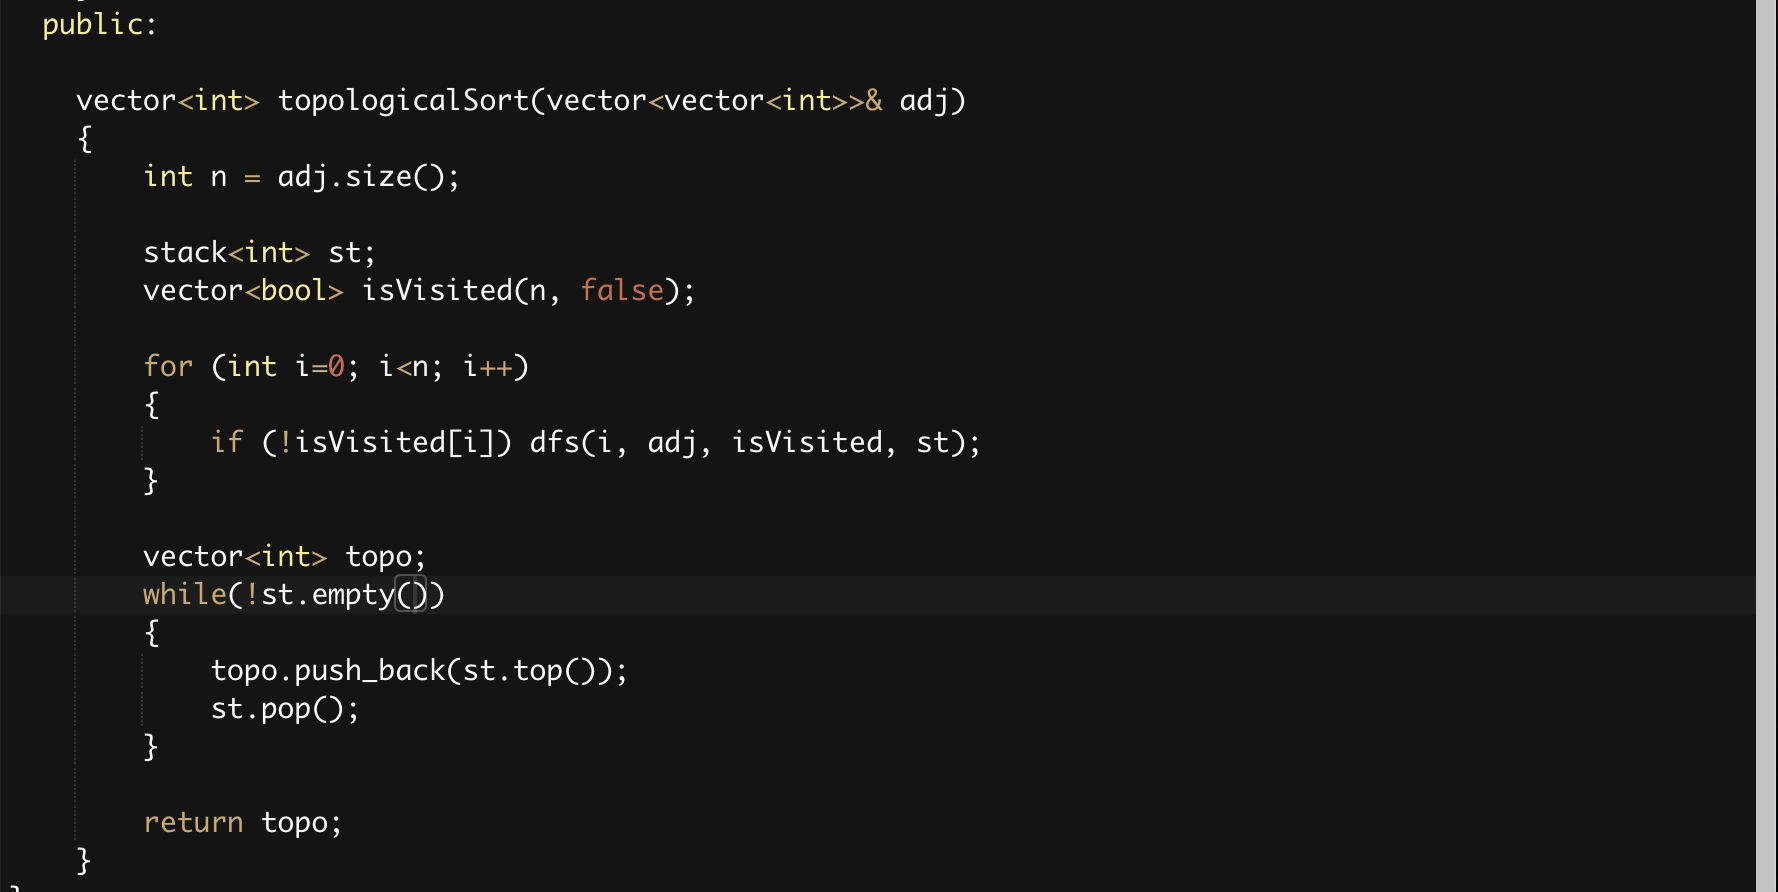 public:
vector<int> topologicalSort(vector<vector<int>>& adj)
{
int n = adj.size();
stack<int> st;
vector<bool> isVisited(n, false);
for (int i=0; i<n; i++)
{
if (!isVisited[i]) dfs(i, adj, isVisited, st);
}
vector<int> topo;
while(!st.empty())
{
topo.push_back(st.top());
st.pop();
}
return topo;
}